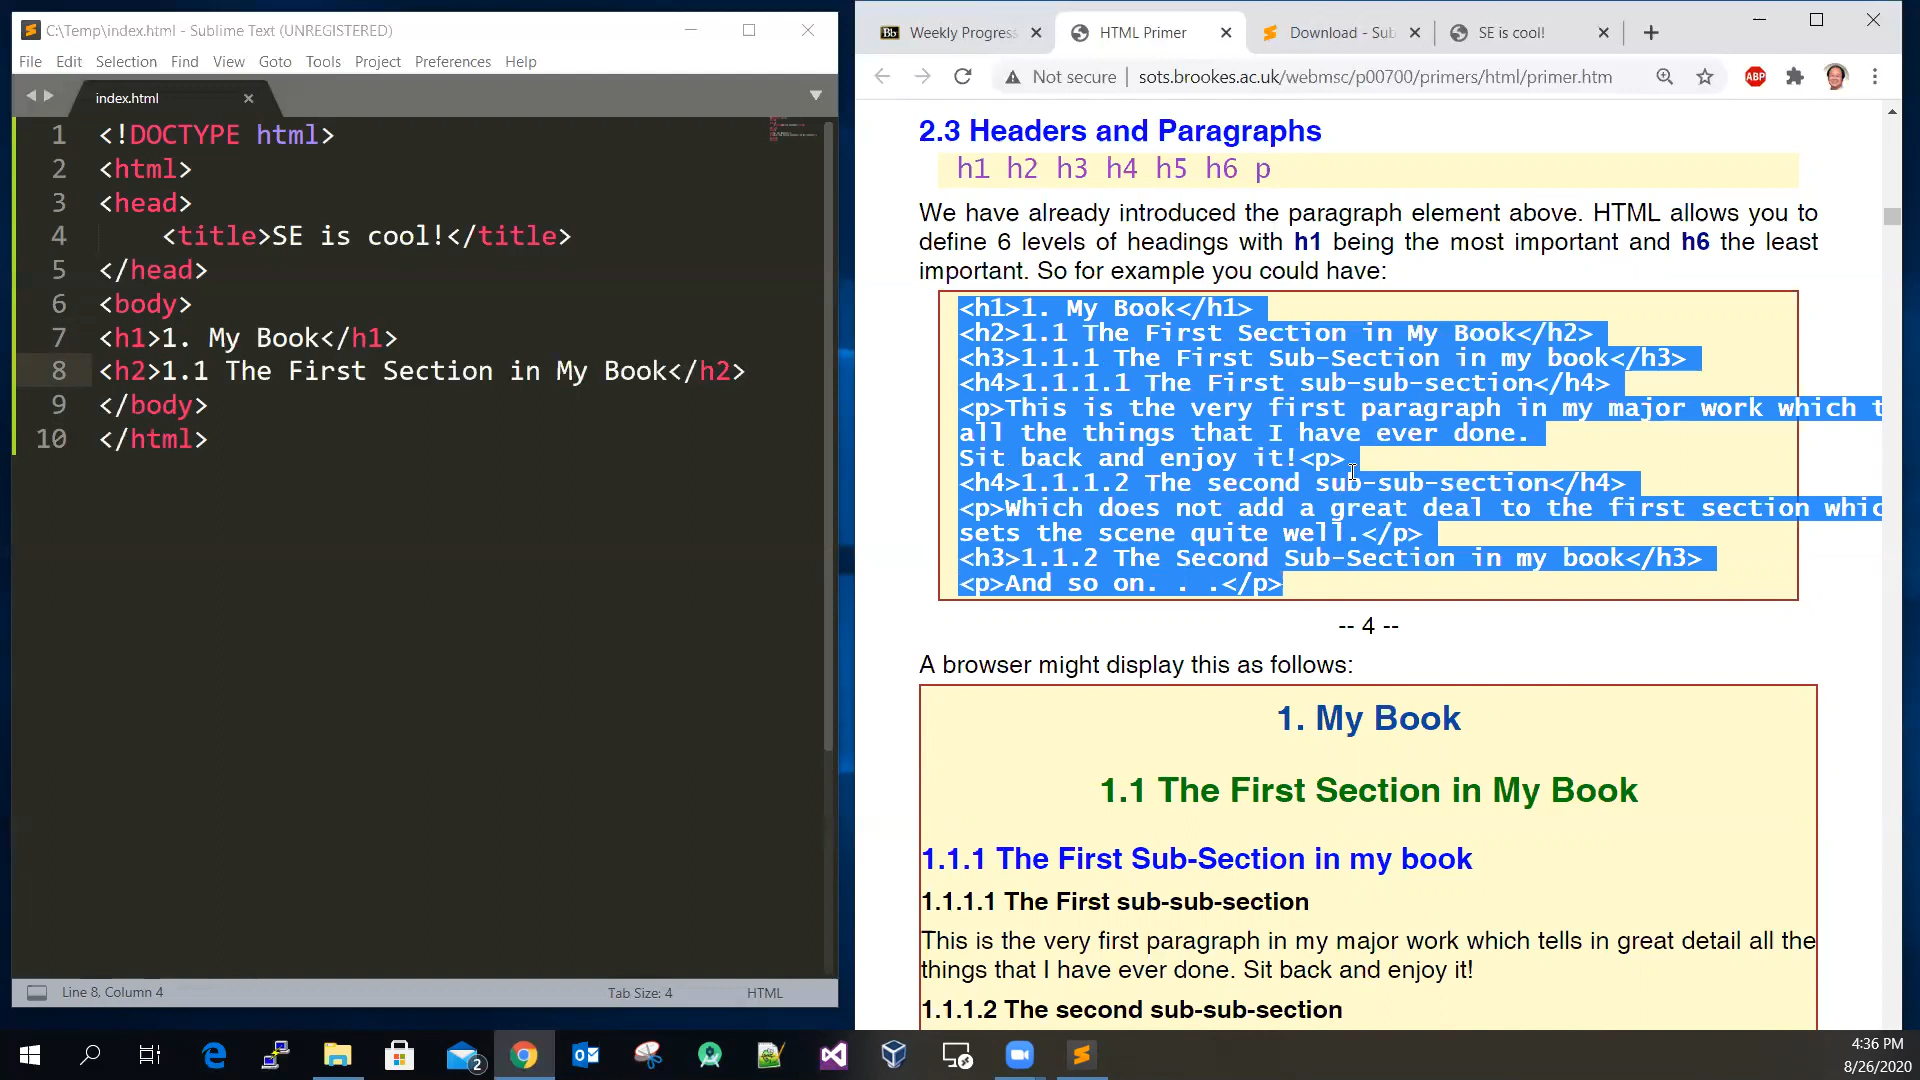 C:\Temp\index.html - Sublime Text (UNREGISTERED)
File Edit Selection Find View Goto Tools Project Preferences Help
index.html
1 <!DOCTYPE html>
2 <html>
3 <head>
4 <title>SE is cool!</title>
5 </head>
6 <body>
7 <h1>1. My Book</h1>
8 <h2>1.1 The First Section in My Book</h2>
9 </body>
10 </html>
Line 8, Column 4 Tab Size: 4 HTML
Bb Weekly Progress HTML Primer Download - Sub SE is cool!
Not secure sots.brookes.ac.uk/webmsc/p00700/primers/html/primer.htm
ABP
2.3 Headers and Paragraphs
h1 h2 h3 h4 h5 h6 p
We have already introduced the paragraph element above. HTML allows you to
define 6 levels of headings with h1 being the most important and h6 the least
important. So for example you could have:
<h1>1. My Book</h1>
<h2>1.1 The First Section in My Book</h2>
<h3>1.1.1 The First Sub-Section in my book</h3>
<h4>1.1.1.1 The First sub-sub-section</h4>
<p>This is the very first paragraph in my major work which t
all the things that I have ever done.
Sit back and enjoy it!<p>
<h4>1.1.1.2 The second sub-sub-section</h4>
<p>Which does not add a great deal to the first section whic
sets the scene quite well.</p>
<h3>1.1.2 The Second Sub-Section in my book</h3>
<p>And so on. . .</p>
-- 4 --
A browser might display this as follows:
1. My Book
1.1 The First Section in My Book
1.1.1 The First Sub-Section in my book
1.1.1.1 The First sub-sub-section
This is the very first paragraph in my major work which tells in great detail all the
things that I have ever done. Sit back and enjoy it!
1.1.1.2 The second sub-sub-section
2
4:36 PM
8/26/2020